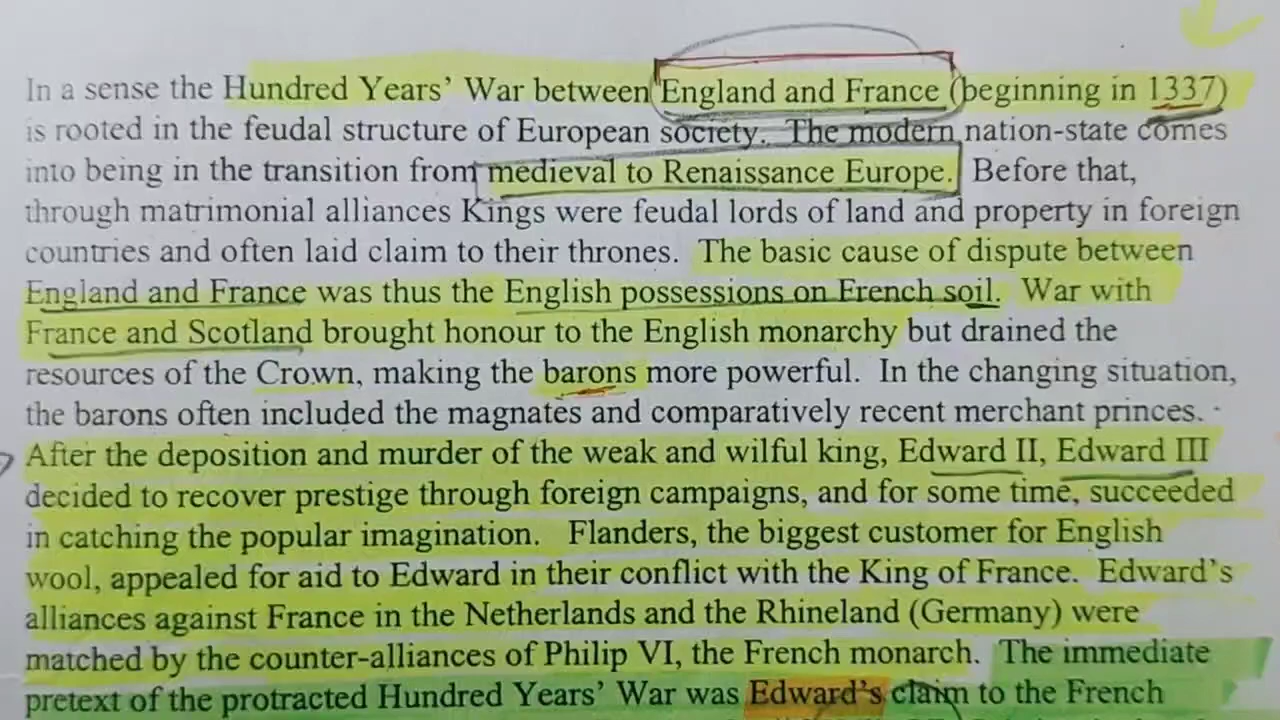 In a sense the Hundred Years' War between England and France (beginning in 1337)
is rooted in the feudal structure of European society. The modern nation-state comes
into being in the transition from medieval to Renaissance Europe. Before that,
through matrimonial alliances Kings were feudal lords of land and property in foreign
countries and often laid claim to their thrones. The basic cause of dispute between
England and France was thus the English possessions on French soil. War with
France and Scotland brought honour to the English monarchy but drained the
resources of the Crown, making the barons more powerful. In the changing situation,
the barons often included the magnates and comparatively recent merchant princes.
After the deposition and murder of the weak and wilful king, Edward II, Edward III
decided to recover prestige through foreign campaigns, and for some time, succeeded
in catching the popular imagination. Flanders, the biggest customer for English
wool, appealed for aid to Edward in their conflict with the King of France. Edward's
alliances against France in the Netherlands and the Rhineland (Germany) were
matched by the counter-alliances of Philip VI, the French monarch. The immediate
pretext of the protracted Hundred Years' War was Edward's claim to the French